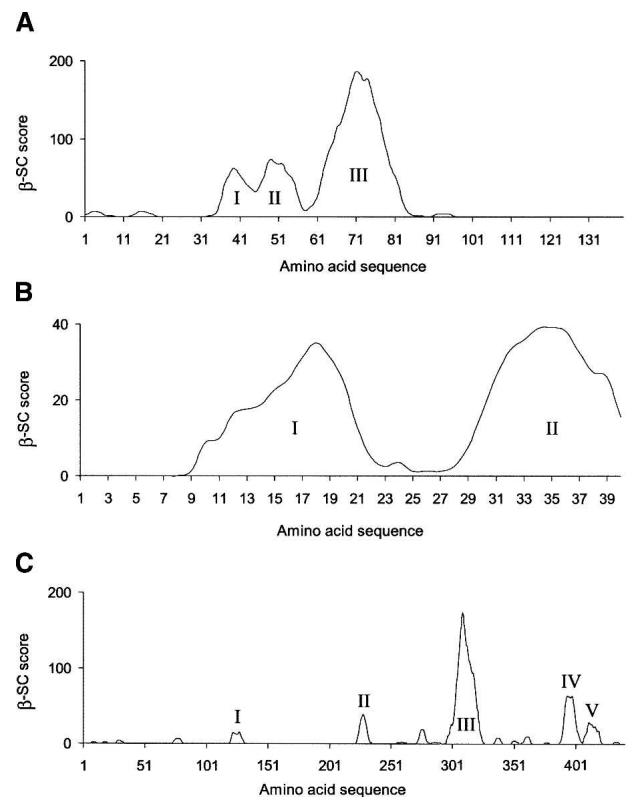 A
200
100
0
β-SC score
I II III
1 11 21 31 41 51 61 71 81 91 101 111 121 131
Amino acid sequence
B
40
20
0
β-SC score
I II
1 3 5 7 9 11 13 15 17 19 21 23 25 27 29 31 33 35 37 39
Amino acid sequence
C
200
100
0
β-SC score
I II III IV V
1 51 101 151 201 251 301 351 401
Amino acid sequence